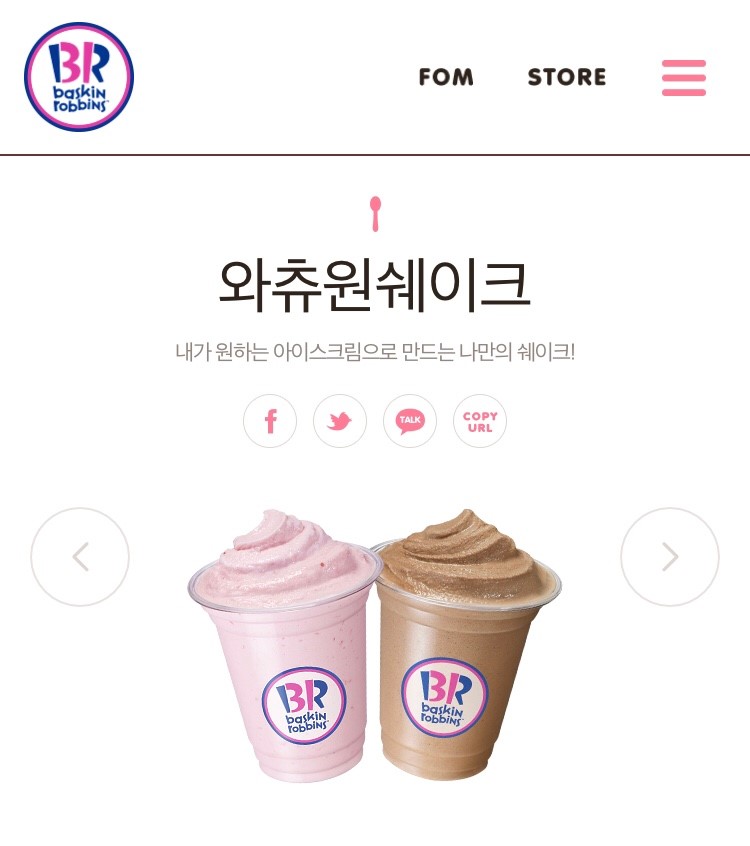 BR
baskin
robbins
FOM STORE
와츄원쉐이크
내가 원하는 아이스크림으로 만드는 나만의 쉐이크!
f
TALK
COPY
URL
BR
baskin
robbins
BR
baskin
robbins